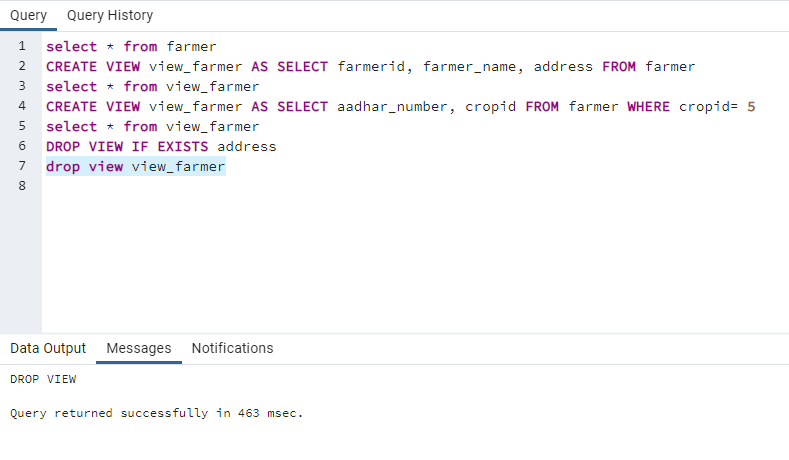 Query Query History
1 select * from farmer
2 CREATE VIEW view_farmer AS SELECT farmerid, farmer_name, address FROM farmer
3 select * from view_farmer
4 CREATE VIEW view_farmer AS SELECT aadhar_number, cropid FROM farmer WHERE cropid= 5
5 select * from view_farmer
6 DROP VIEW IF EXISTS address
7 drop view view_farmer
8
Data Output Messages Notifications
DROP VIEW
Query returned successfully in 463 msec.